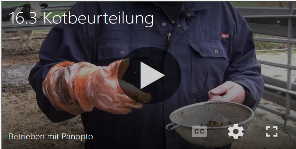 16.3 Kotbeurteilung
Betrieben mit Panopto
CC